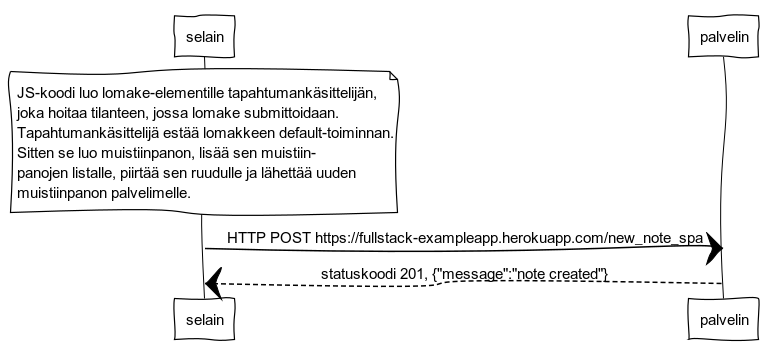 selain
palvelin
JS-koodi luo lomake-elementille tapahtumankäsittelijän,
joka hoitaa tilanteen, jossa lomake submittoidaan.
Tapahtumankäsittelijä estää lomakkeen default-toiminnan.
Sitten se luo muistiinpanon, lisää sen muistiin-
panojen listalle, piirtää sen ruudulle ja lähettää uuden
muistiinpanon palvelimelle.
HTTP POST https://fullstack-exampleapp.herokuapp.com/new_note_spa
statuskoodi 201, {"message":"note created"}
selain
palvelin